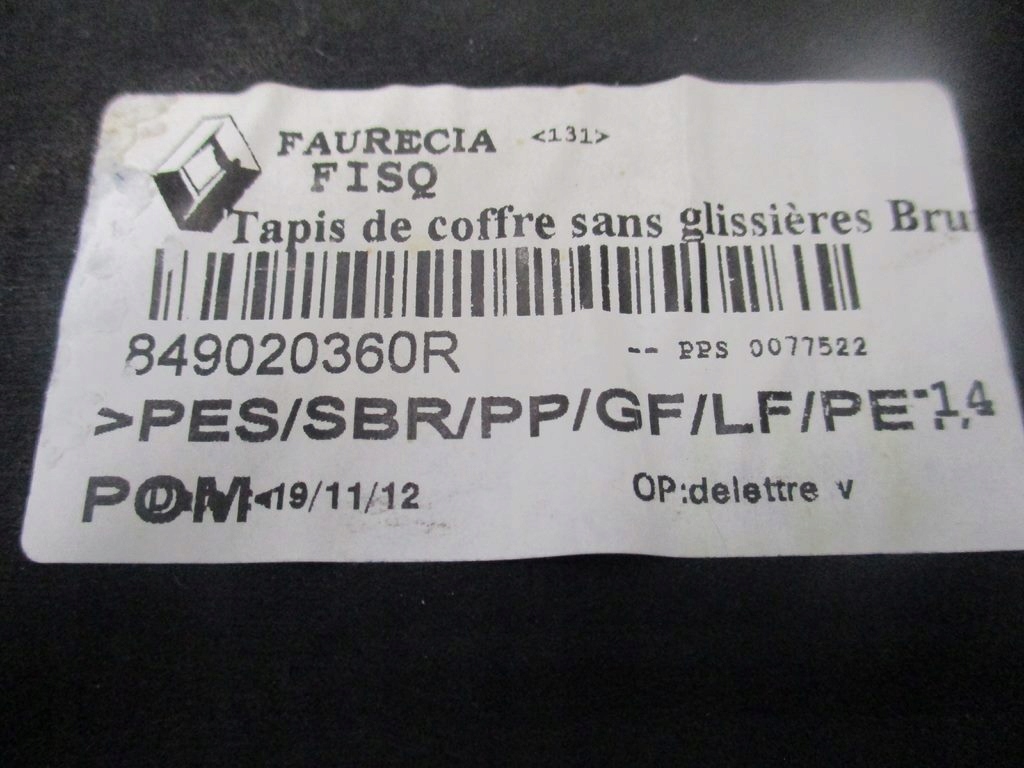 FAURECIA <131>
FISQ
Tapis de coffre sans glissières
849020360R -- PPS 0077522
>PES/SBR/PP/GF/LF/PE
POM 19/11/12 OP:delettre v